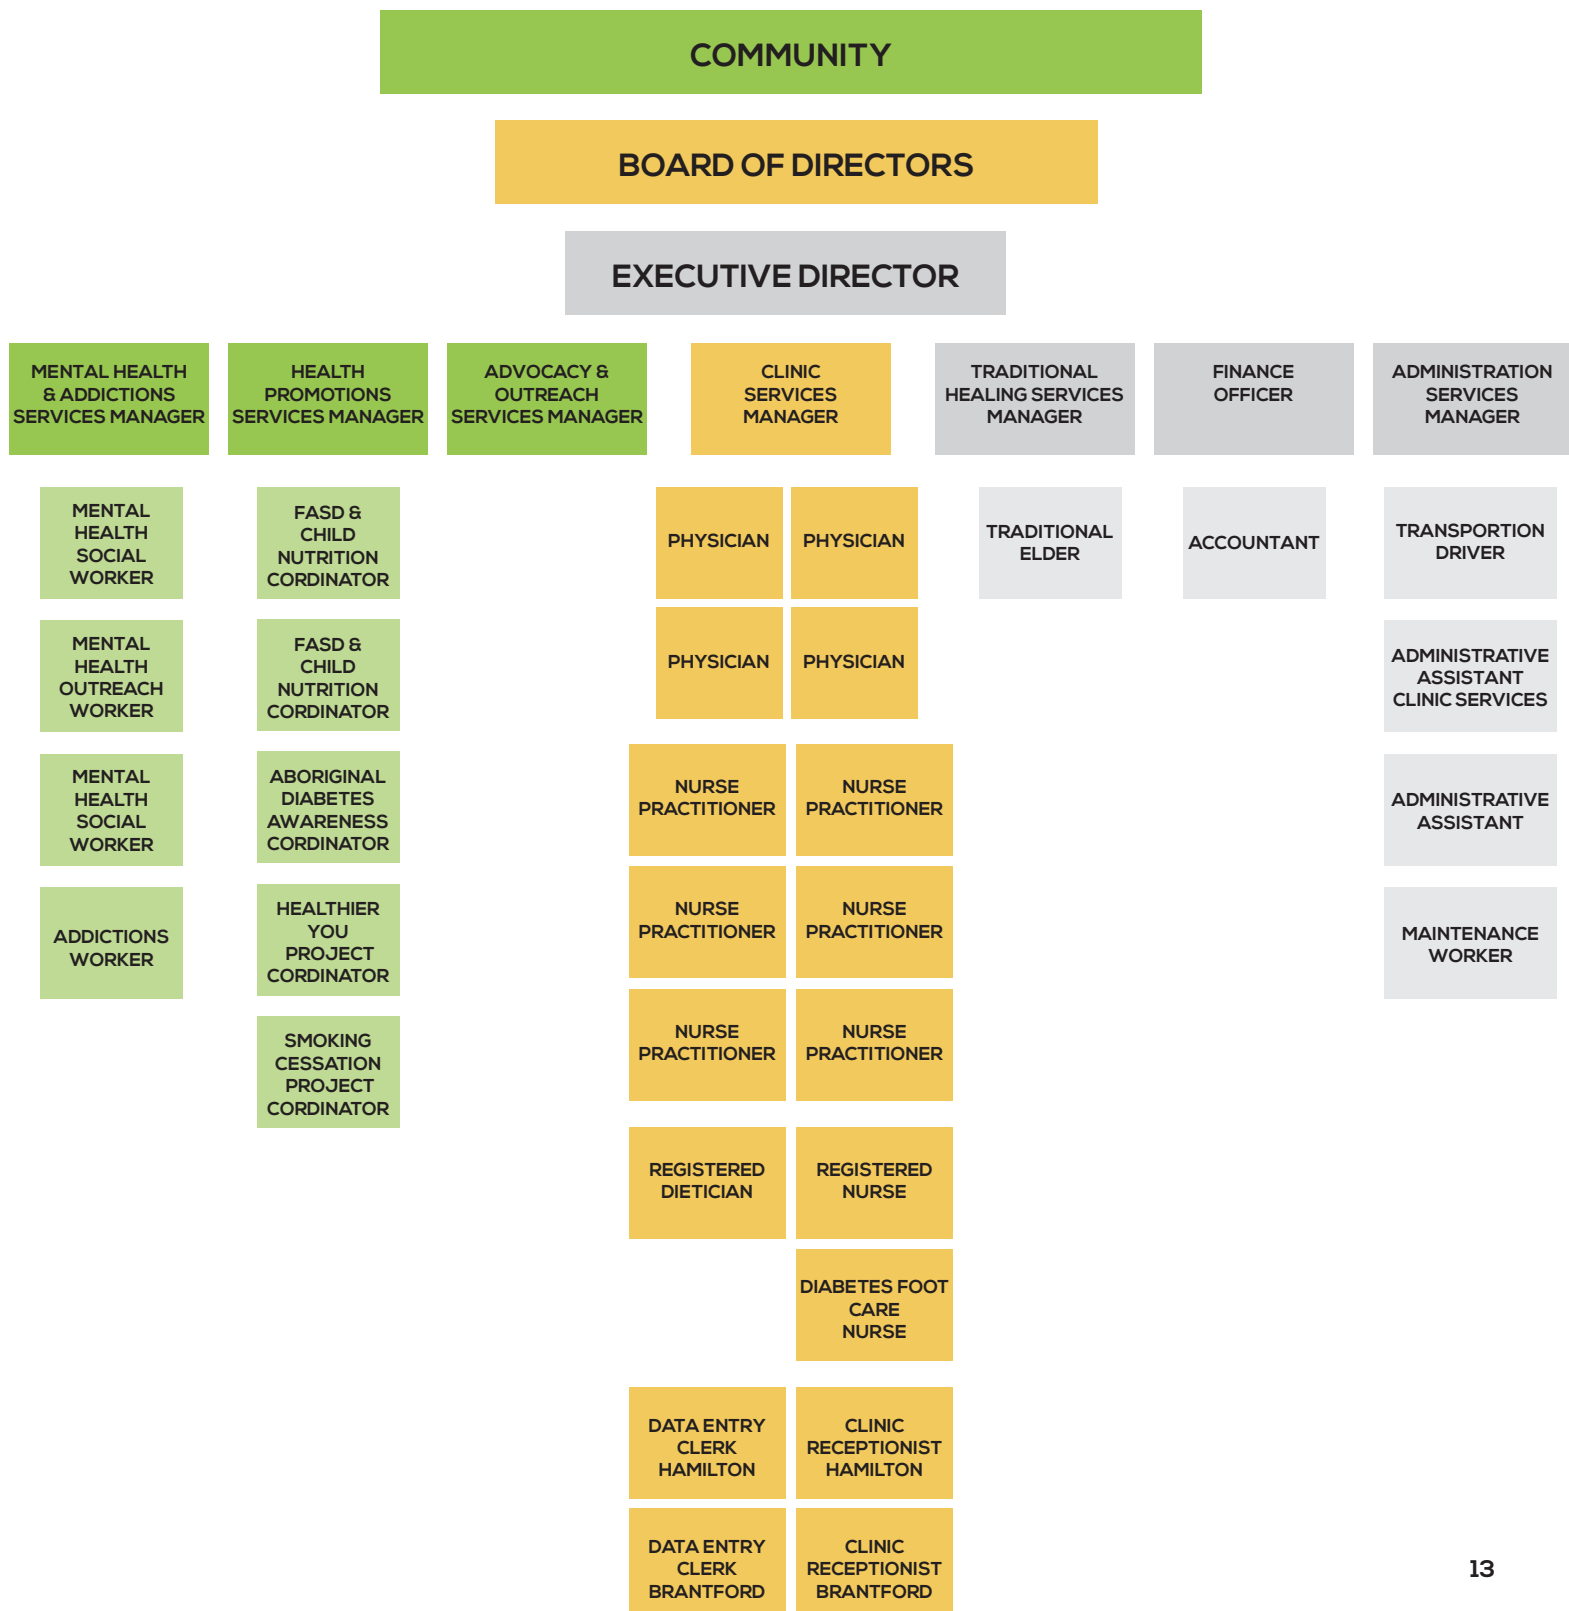 COMMUNITY
BOARD OF DIRECTORS
EXECUTIVE DIRECTOR
MENTAL HEALTH
& ADDICTIONS
SERVICES MANAGER
HEALTH
PROMOTIONS
SERVICES MANAGER
ADVOCACY &
OUTREACH
SERVICES MANAGER
CLINIC
SERVICES
MANAGER
TRADITIONAL
HEALING SERVICES
MANAGER
FINANCE
OFFICER
ADMINISTRATION
SERVICES
MANAGER
MENTAL
HEALTH
SOCIAL
WORKER
MENTAL
HEALTH
OUTREACH
WORKER
MENTAL
HEALTH
SOCIAL
WORKER
ADDICTIONS
WORKER
FASD &
CHILD
NUTRITION
CORDINATOR
FASD &
CHILD
NUTRITION
CORDINATOR
ABORIGINAL
DIABETES
AWARENESS
CORDINATOR
HEALTHIER
YOU
PROJECT
CORDINATOR
SMOKING
CESSATION
PROJECT
CORDINATOR
PHYSICIAN
PHYSICIAN
PHYSICIAN
PHYSICIAN
NURSE
PRACTITIONER
NURSE
PRACTITIONER
NURSE
PRACTITIONER
NURSE
PRACTITIONER
NURSE
PRACTITIONER
NURSE
PRACTITIONER
REGISTERED
DIETICIAN
REGISTERED
NURSE
DIABETES FOOT
CARE
NURSE
DATA ENTRY
CLERK
HAMILTON
CLINIC
RECEPTIONIST
HAMILTON
DATA ENTRY
CLERK
BRANTFORD
CLINIC
RECEPTIONIST
BRANTFORD
TRADITIONAL
ELDER
ACCOUNTANT
TRANSPORTION
DRIVER
ADMINISTRATIVE
ASSISTANT
CLINIC SERVICES
ADMINISTRATIVE
ASSISTANT
MAINTENANCE
WORKER
13